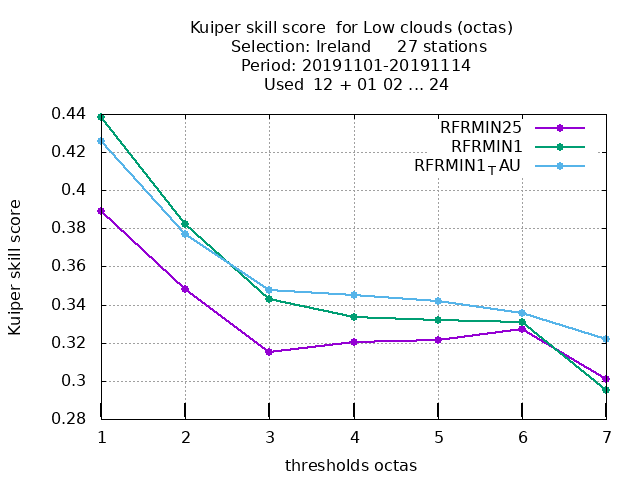 Kuiper skill score  for Low clouds (octas)
Selection: Ireland     27 stations
Period: 20191101-20191114
Used  12 + 01 02 ... 24
RFRMIN25
RFRMIN1
RFRMIN1TAU
Kuiper skill score
0.44
0.42
0.4
0.38
0.36
0.34
0.32
0.3
0.28
1 2 3 4 5 6 7
thresholds octas